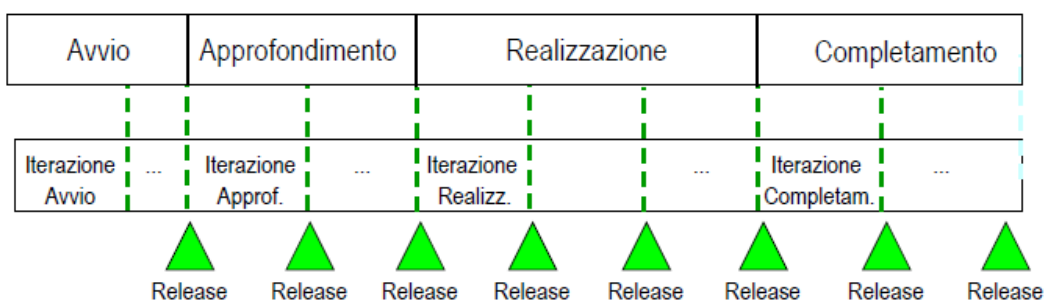 Avvio Approfondimento Realizzazione Completamento
Iterazione ... Iterazione ... Iterazione ... Iterazione ...
Avvio Approf. Realizz. Completam.
Release Release Release Release Release Release Release Release